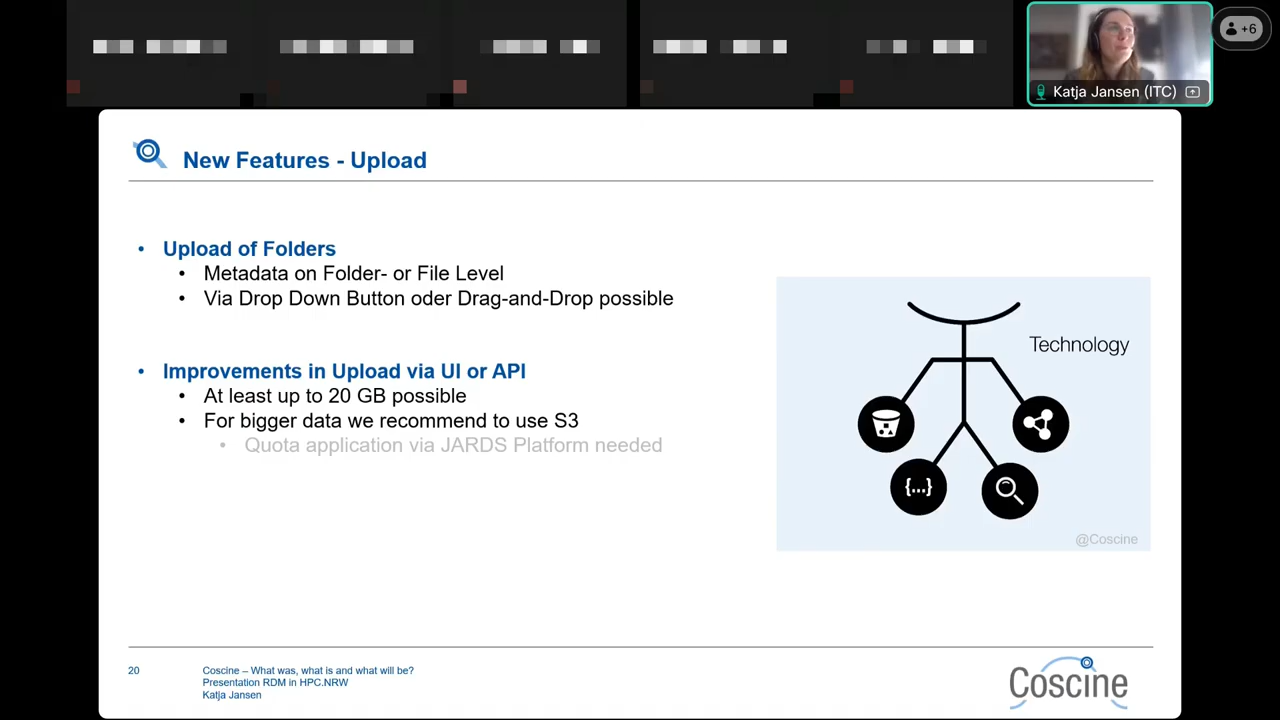 +6
Katja Jansen (ITC)
New Features - Upload
• Upload of Folders
• Metadata on Folder- or File Level
• Via Drop Down Button oder Drag-and-Drop possible
• Improvements in Upload via UI or API
• At least up to 20 GB possible
• For bigger data we recommend to use S3
• Quota application via JARDS Platform needed
Technology
{...}
@Coscine
20
Coscine – What was, what is and what will be?
Presentation RDM in HPC.NRW
Katja Jansen
Coscine